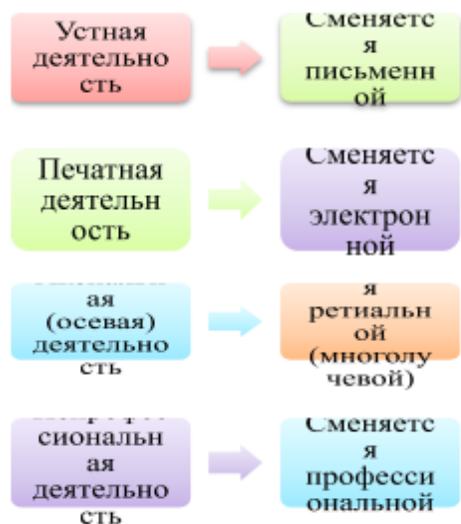 Устная
деятельно
сть
Сменяетс
я
письменн
ой
Печатная
деятельн
ость
Сменяетс
я
электрон
ной
ая
(осевая)
деятельно
сть
я
ретиальн
ой
(многолу
чевой)
Непрофес
сиональн
ая
деятельно
сть
Сменяетс
я
професси
ональной